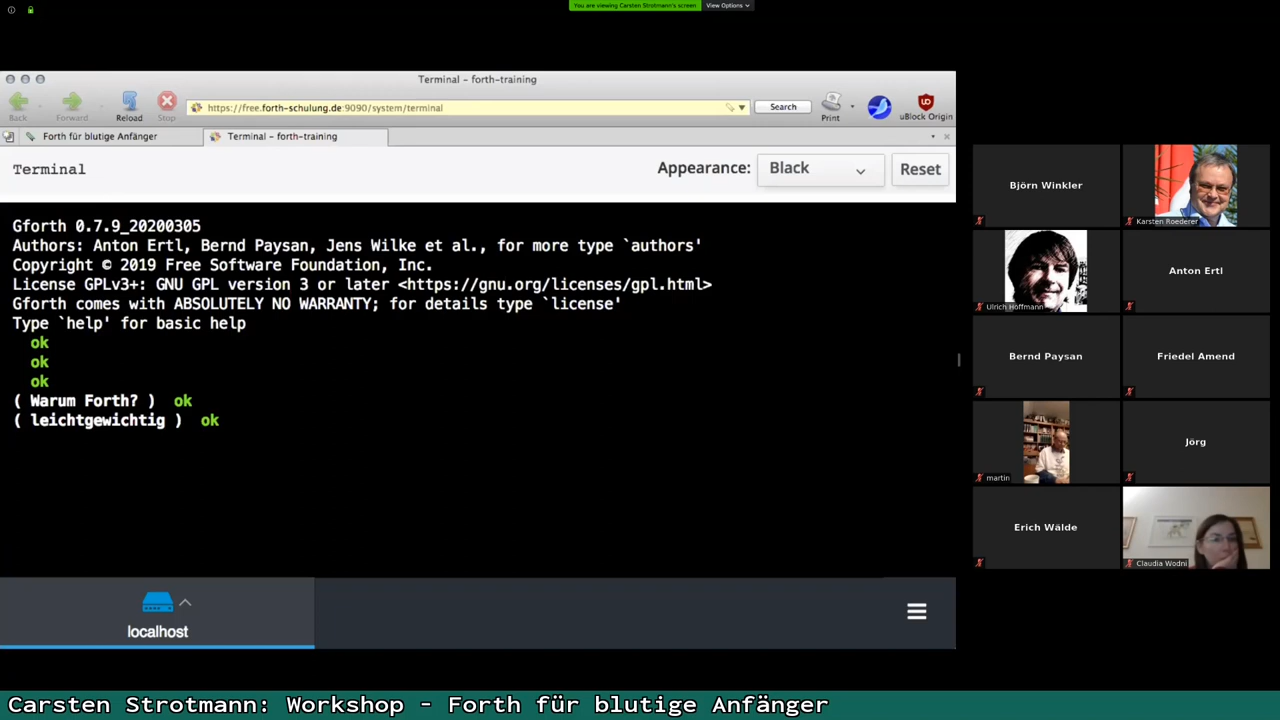 You are viewing Carsten Strotmann's screen
View Options
Terminal - forth-training
Back
Forward
Reload
Stop
https://free.forth-schulung.de:9090/system/terminal
Search
Print
uBlock Origin
Forth für blutige Anfänger
Terminal - forth-training
Terminal
Appearance:
Black
Reset
Gforth 0.7.9_20200305
Authors: Anton Ertl, Bernd Paysan, Jens Wilke et al., for more type `authors'
Copyright © 2019 Free Software Foundation, Inc.
License GPLv3+: GNU GPL version 3 or later <https://gnu.org/licenses/gpl.html>
Gforth comes with ABSOLUTELY NO WARRANTY; for details type `license'
Type `help' for basic help
ok
ok
ok
( Warum Forth? )  ok
( leichtgewichtig )  ok
localhost
Björn Winkler
Karsten Roederer
Ulrich Hoffmann
Anton Ertl
Bernd Paysan
Friedel Amend
martin
Jörg
Erich Wälde
Claudia Wodni
Carsten Strotmann: Workshop - Forth für blutige Anfänger